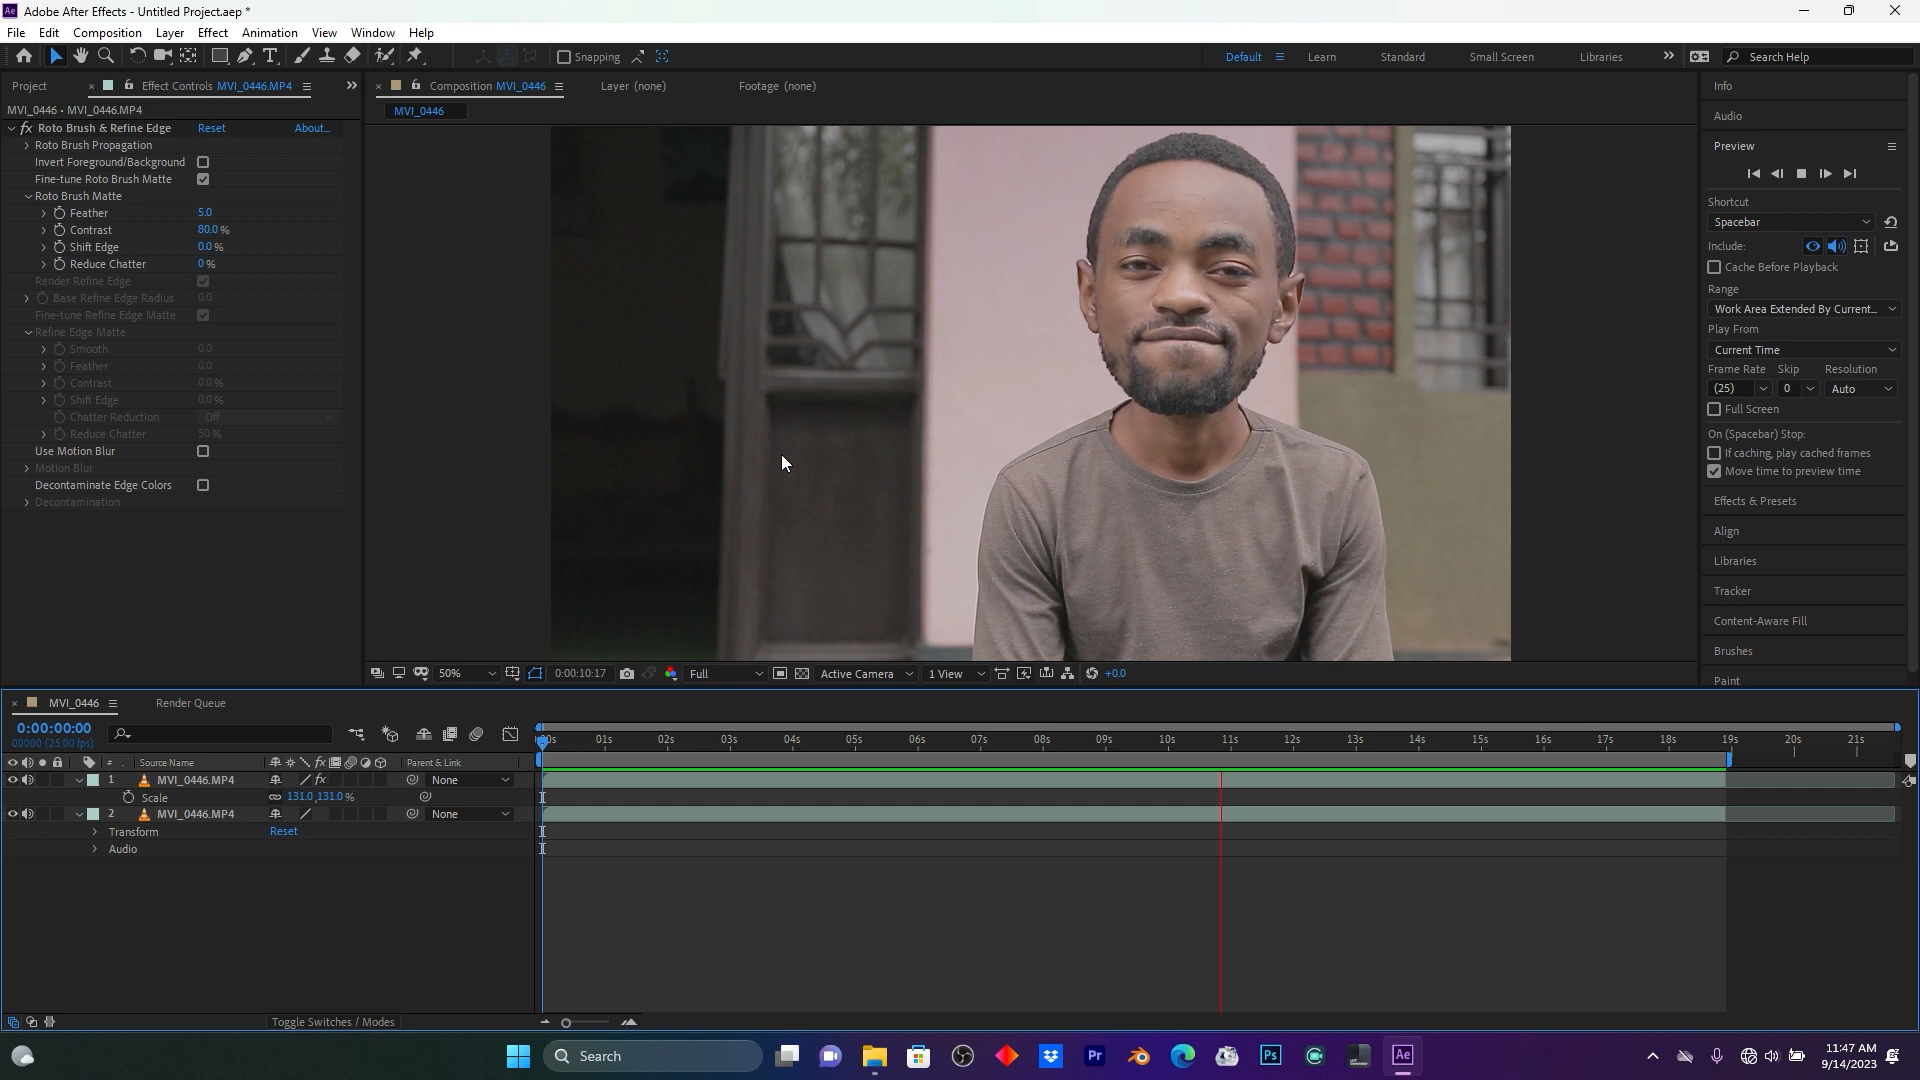 Adobe After Effects - Untitled Project.aep *
File Edit Composition Layer Effect Animation View Window Help
Snapping
Default Learn Standard Small Screen Libraries Search Help
Project Effect Controls MVI_0446.MP4
Composition MVI_0446 Layer (none) Footage (none)
MVI_0446 • MVI_0446.MP4
MVI_0446
fx Roto Brush & Refine Edge Reset About...
Roto Brush Propagation
Invert Foreground/Background
Fine-tune Roto Brush Matte
Roto Brush Matte
Feather 5.0
Contrast 80.0 %
Shift Edge 0.0 %
Reduce Chatter 0 %
Render Refine Edge
Base Refine Edge Radius 0.0
Fine-tune Refine Edge Matte
Refine Edge Matte
Smooth 0.0
Feather 0.0
Contrast 0.0 %
Shift Edge 0.0 %
Chatter Reduction Off
Reduce Chatter 50 %
Use Motion Blur
Motion Blur
Decontaminate Edge Colors
Decontamination
Info
Audio
Preview
Shortcut
Spacebar
Include:
Cache Before Playback
Range
Work Area Extended By Current...
Play From
Current Time
Frame Rate Skip Resolution
(25) 0 Auto
Full Screen
On (Spacebar) Stop:
If caching, play cached frames
Move time to preview time
Effects & Presets
Align
Libraries
Tracker
Content-Aware Fill
Brushes
Paint
50% 0:00:10:17 Full Active Camera 1 View +0.0
MVI_0446 Render Queue
0:00:00:00
00000 (25.00 fps)
00s 01s 02s 03s 04s 05s 06s 07s 08s 09s 10s 11s 12s 13s 14s 15s 16s 17s 18s 19s 20s 21s
# Source Name fx Parent & Link
1 MVI_0446.MP4 fx None
Scale 131.0,131.0 %
2 MVI_0446.MP4 None
Transform Reset
Audio
Toggle Switches / Modes
Search
Pr
Ps
Ae
11:47 AM
9/14/2023